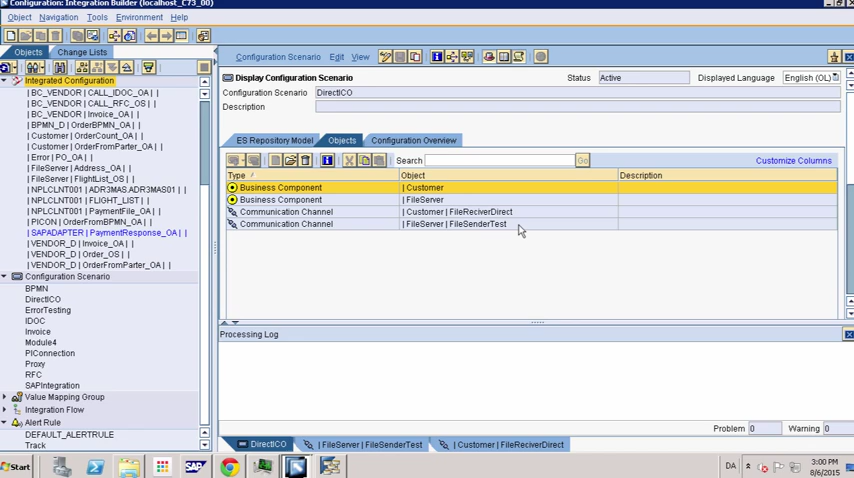 Configuration: Integration Builder (localhost_C73_00)
Object Navigation Tools Environment Help
Objects Change Lists
Integrated Configuration
| BC_VENDOR | CALL_IDOC_OA | |
| BC_VENDOR | CALL_RFC_OS | |
| BC_VENDOR | Invoice_OA | |
| BPMN_D | OrderBPMN_OA | |
| Customer | OrderCount_OA | |
| Customer | OrderFromParter_OA | |
| Error | PO_OA | |
| FileServer | Address_OA | |
| FileServer | FlightList_OS | |
| NPLCLNT001 | ADR3MAS.ADRMAS01 | |
| NPLCLNT001 | FLIGHT_LIST | |
| NPLCLNT001 | PaymentFile_OA | |
| PICON | OrderFromBPMN_OA | |
| SAPADAPTER | PaymentResponse_OA | |
| VENDOR_D | Invoice_OA | |
| VENDOR_D | Order_OS | |
| VENDOR_D | OrderFromParter_OA | |
Configuration Scenario
BPMN
DirectICO
ErrorTesting
IDOC
Invoice
Module4
PIConnection
Proxy
RFC
SAPIntegration
Value Mapping Group
Integration Flow
Alert Rule
DEFAULT_ALERTRULE
Track
Configuration Scenario Edit View
Display Configuration Scenario Status Active Displayed Language English (OL)
Configuration Scenario DirectICO
Description
ES Repository Model Objects Configuration Overview
Search Go Customize Columns
Type Object Description
Business Component | Customer
Business Component | FileServer
Communication Channel | Customer | FileReciverDirect
Communication Channel | FileServer | FileSenderTest
Processing Log
Problem 0 Warning 0
DirectICO | FileServer | FileSenderTest | Customer | FileReciverDirect
Start SAP DA 3:00 PM
8/6/2015